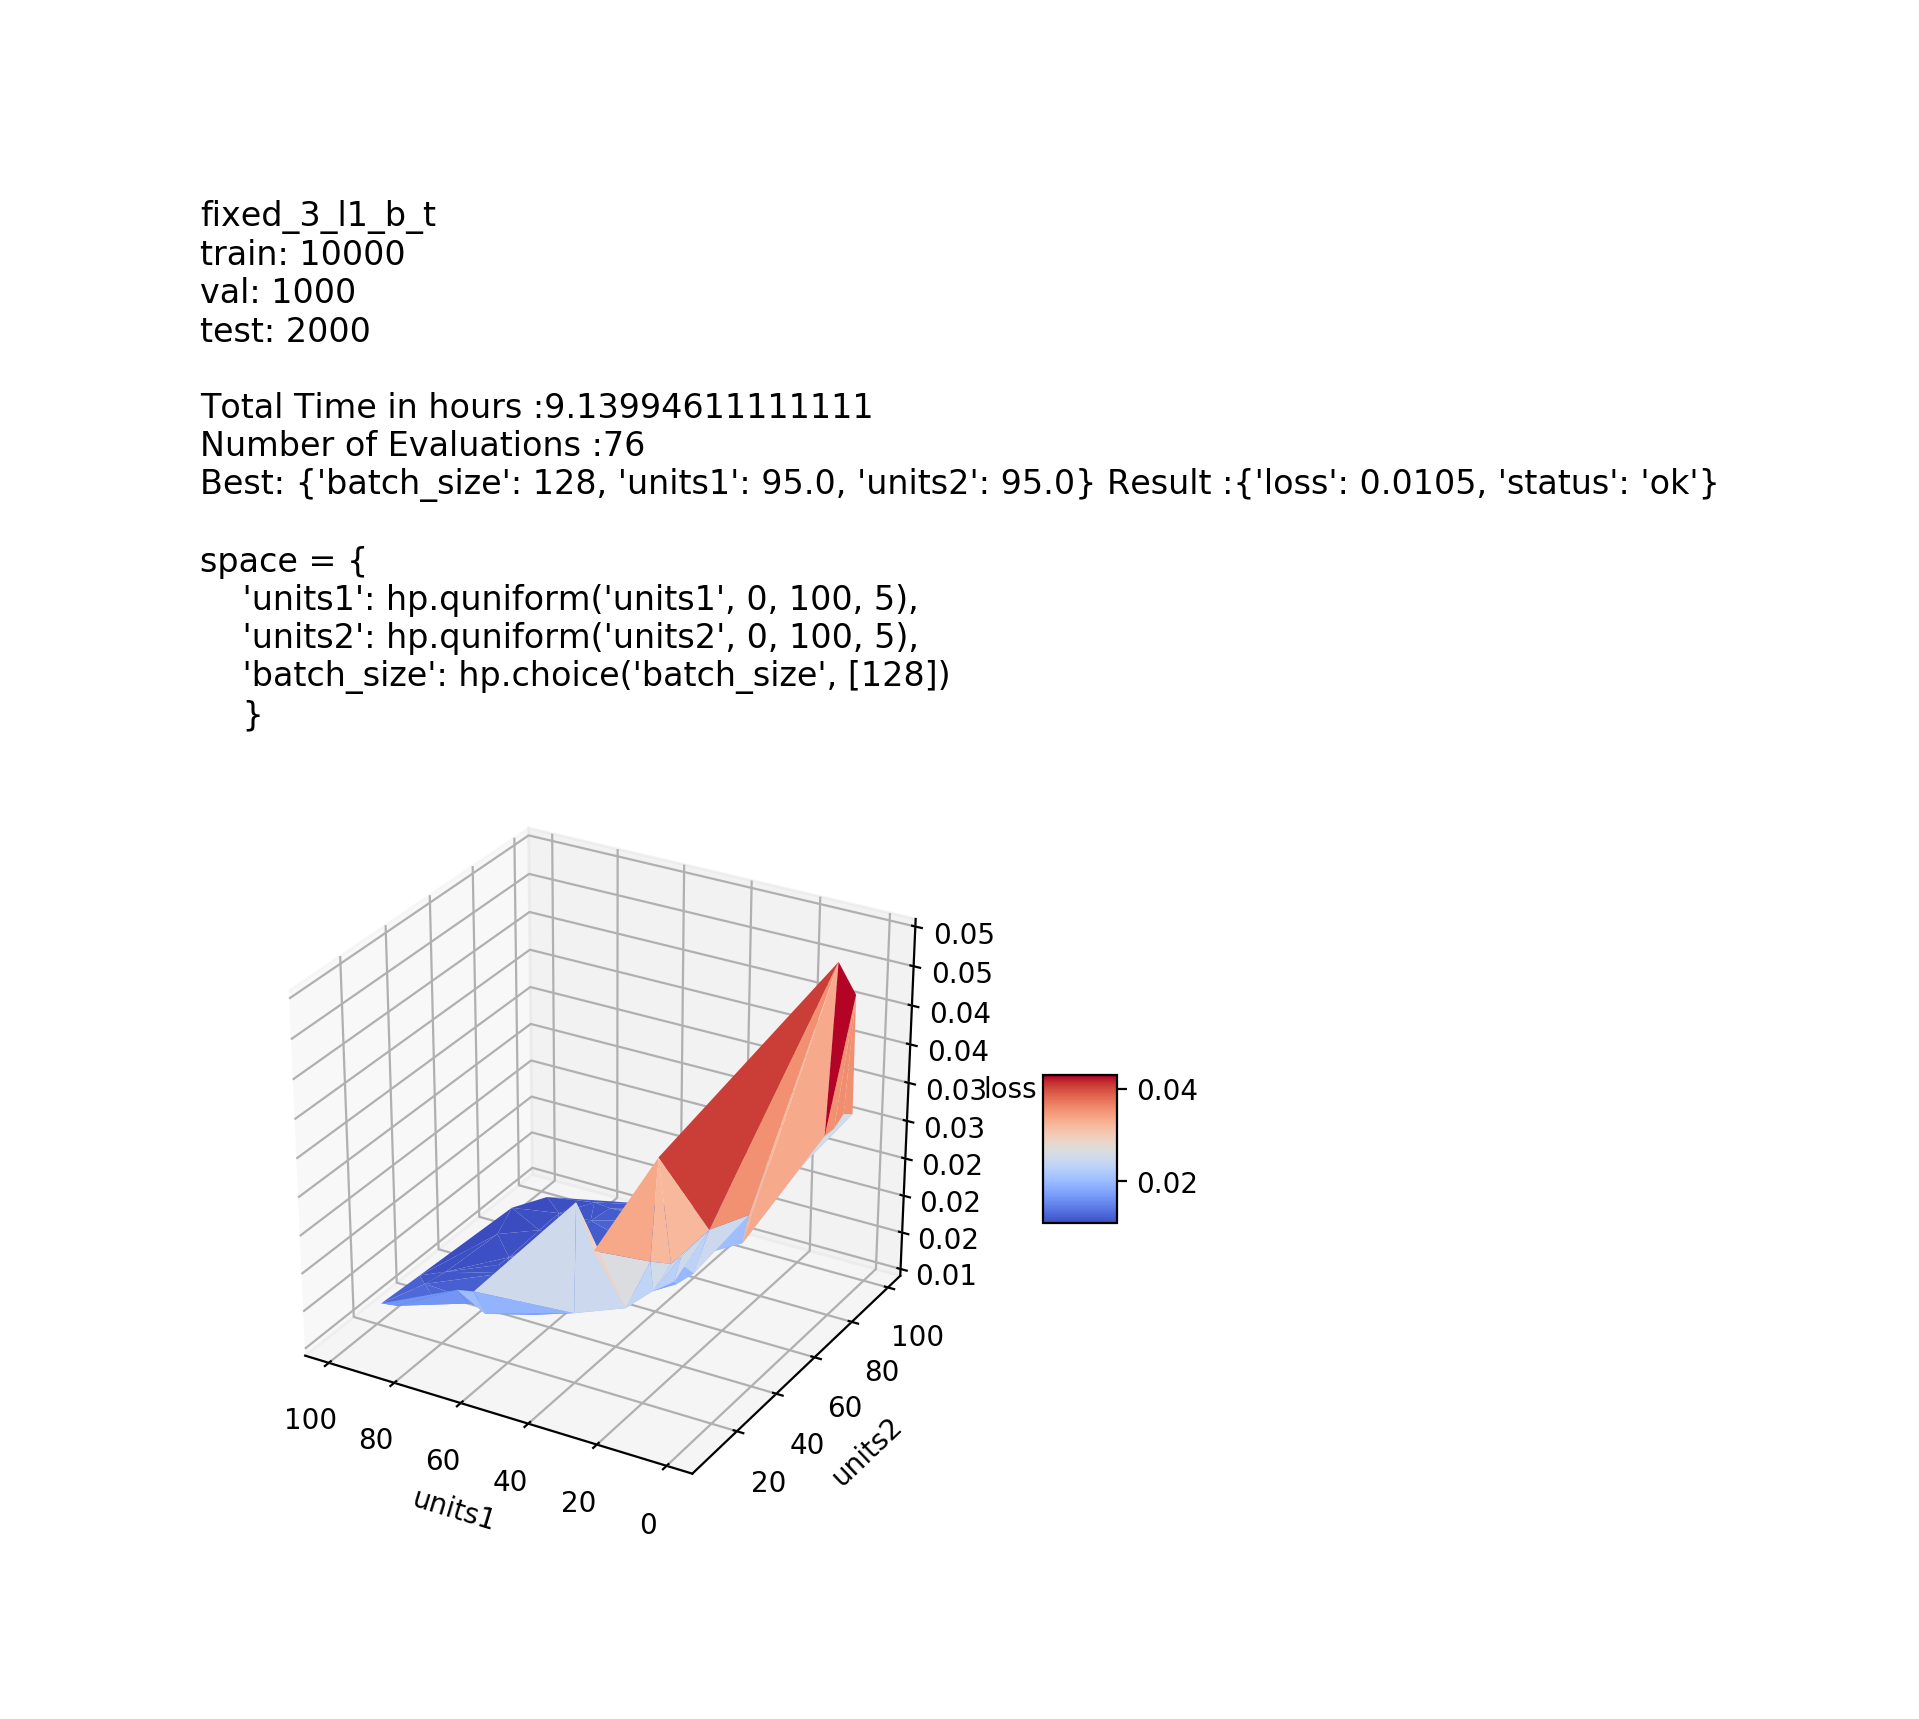 fixed_3_l1_b_t
train: 10000
val: 1000
test: 2000
Total Time in hours :9.13994611111111
Number of Evaluations :76
Best: {'batch_size': 128, 'units1': 95.0, 'units2': 95.0} Result :{'loss': 0.0105, 'status': 'ok'}
space = {
'units1': hp.quniform('units1', 0, 100, 5),
'units2': hp.quniform('units2', 0, 100, 5),
'batch_size': hp.choice('batch_size', [128])
}
0.05
0.05
0.04
0.04
0.03
0.03
0.02
0.02
0.02
0.01
loss
0.04
0.02
100
80
60
40
20
units2
100
80
60
40
20
0
units1